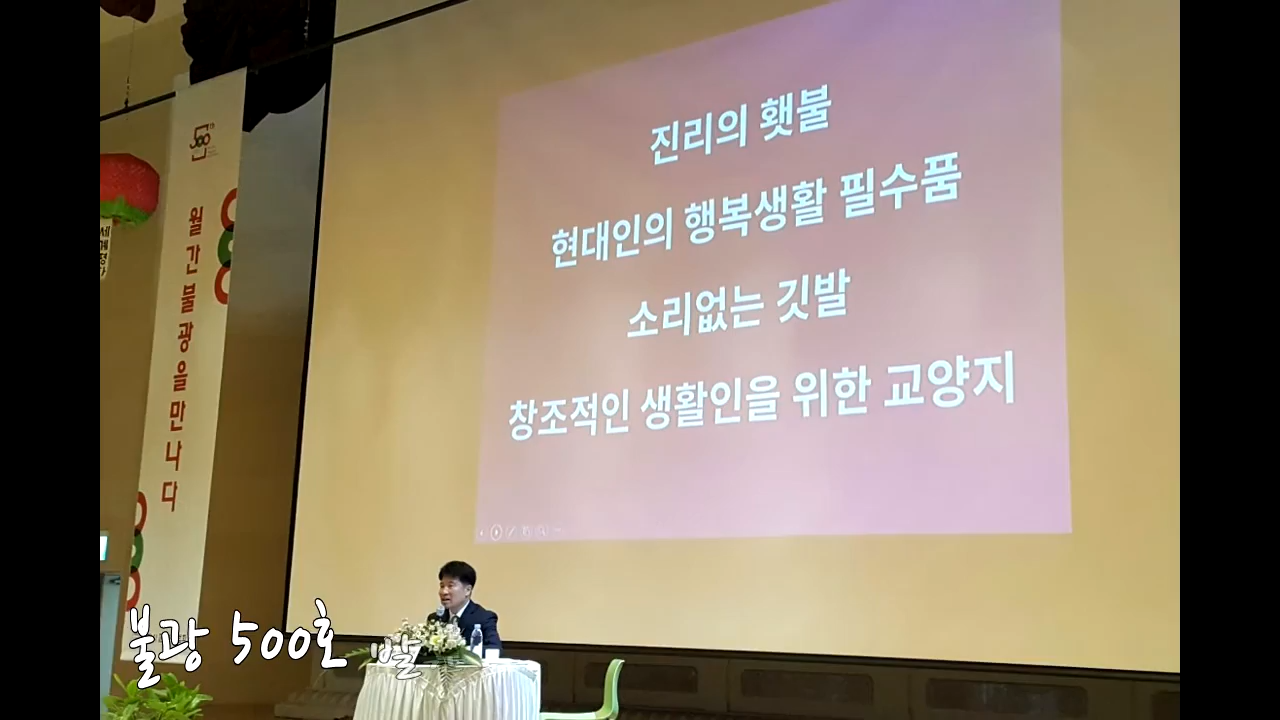 진리의 횃불
현대인의 행복생활 필수품
소리없는 깃발
창조적인 생활인을 위한 교양지
500
월간불광을만나다
불광 500호 발